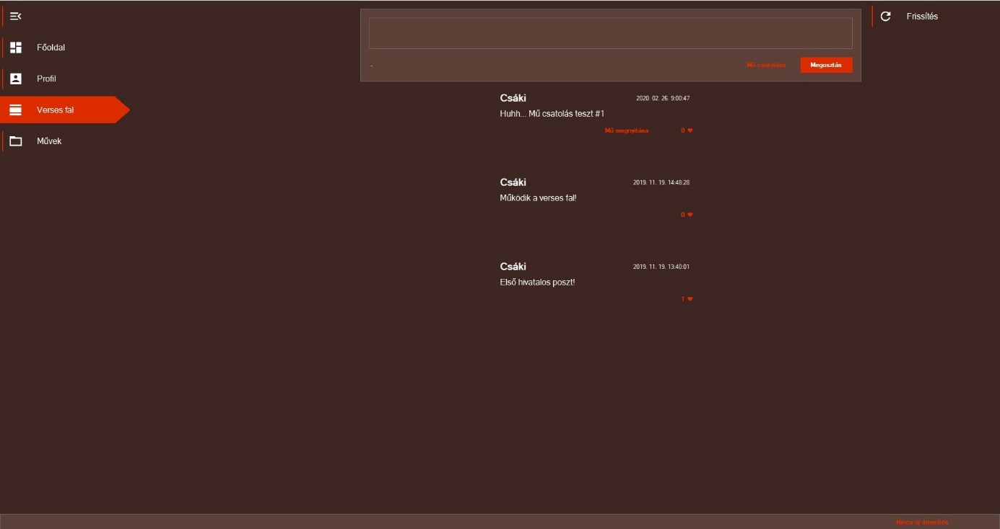 Frissítés
Főoldal
Profil
Verses fal
Művek
-
Mű csatolása
Megosztás
Csáki
2020. 02. 26. 9:00:47
Huhh... Mű csatolás teszt #1
Mű megnyitása
0
Csáki
2019. 11. 19. 14:48:28
Működik a verses fal!
0
Csáki
2019. 11. 19. 13:40:01
Első hivatalos poszt!
1
Nincs új értesítés